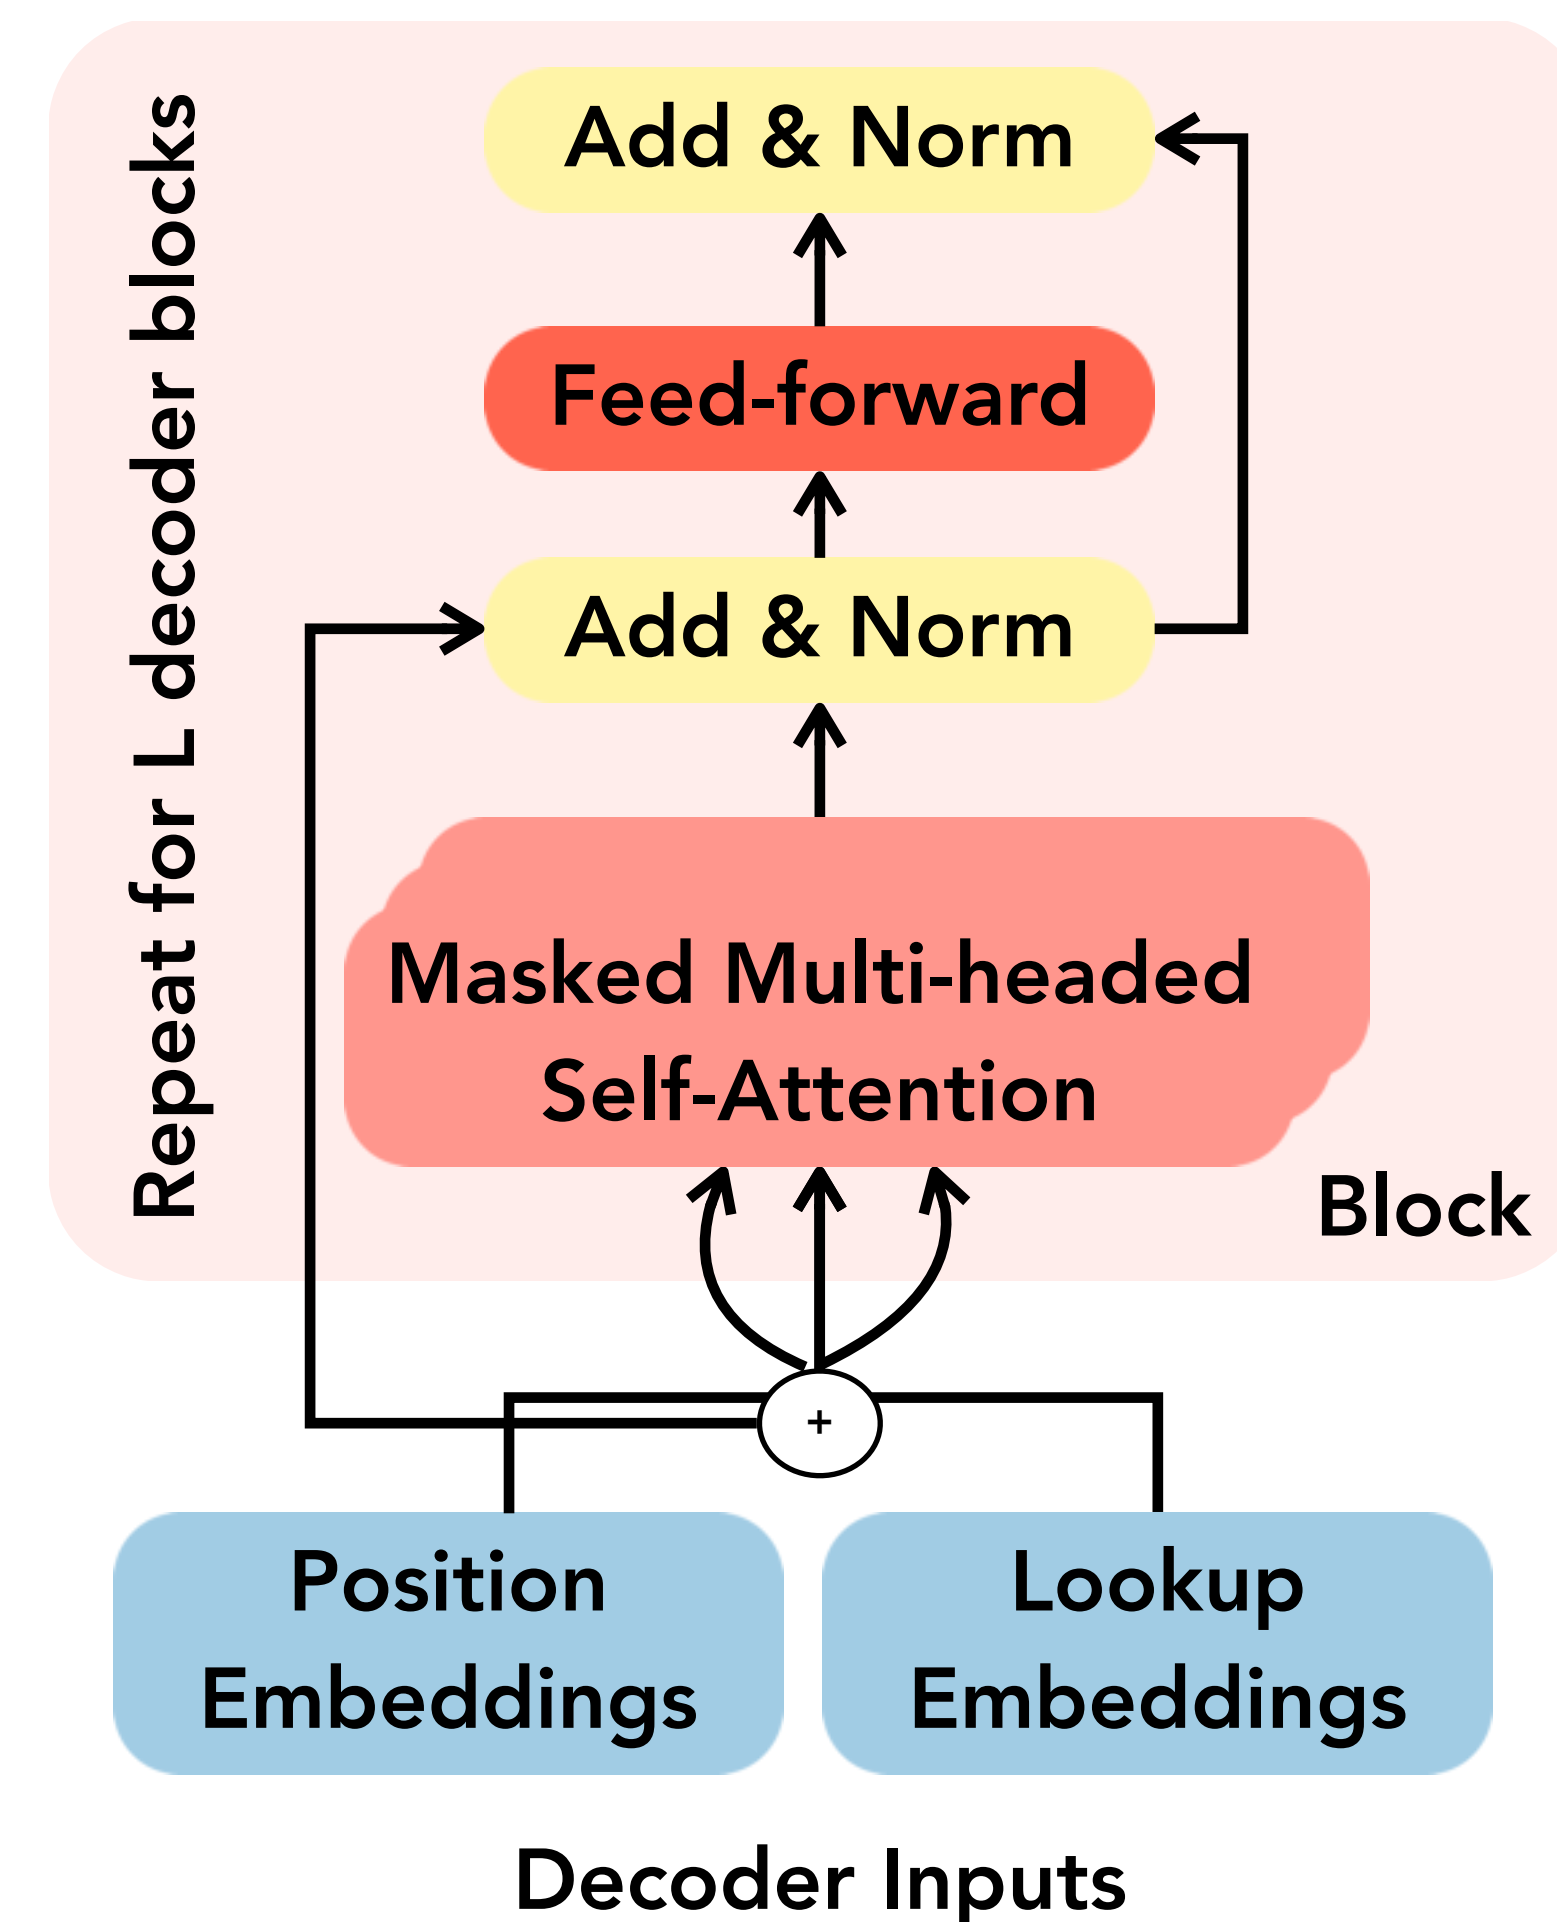 Repeat for L decoder blocks
Add & Norm
Feed-forward
Add & Norm
Masked Multi-headed
Self-Attention
Block
+
Position
Embeddings
Lookup
Embeddings
Decoder Inputs